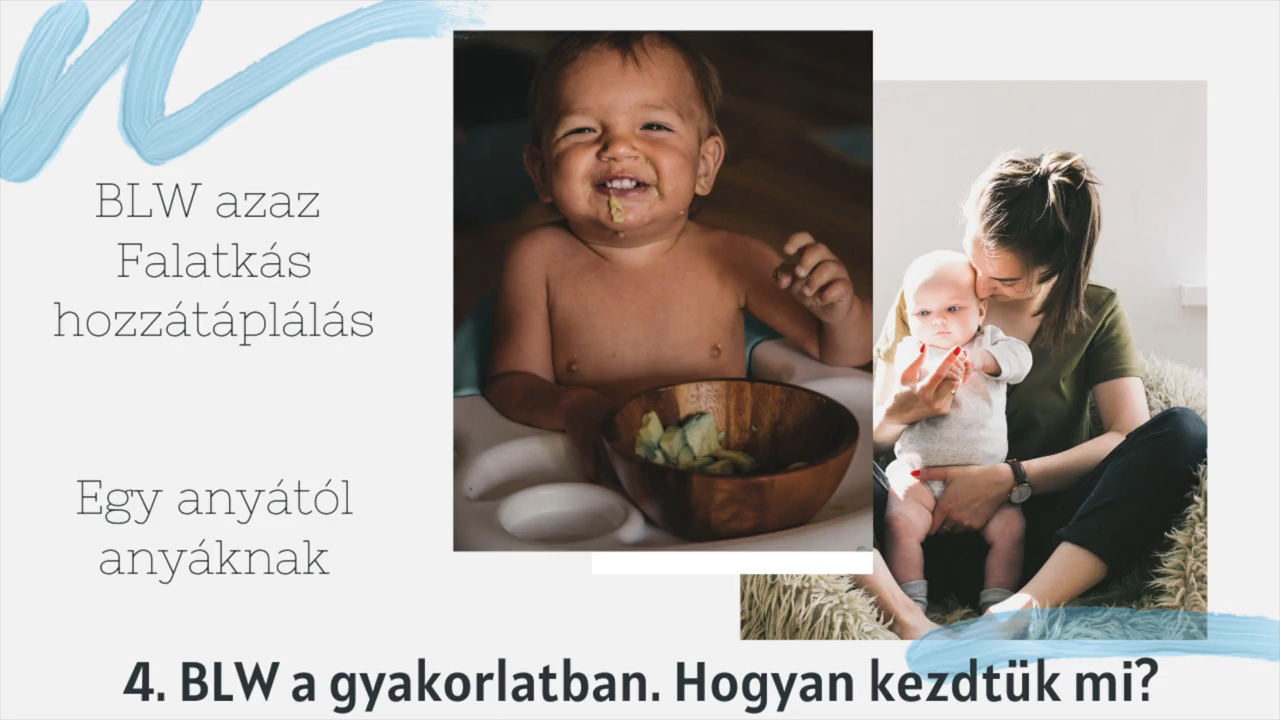 BLW azaz
Falatkás
hozzátáplálás
Egy anyától
anyáknak
4. BLW a gyakorlatban. Hogyan kezdtük mi?